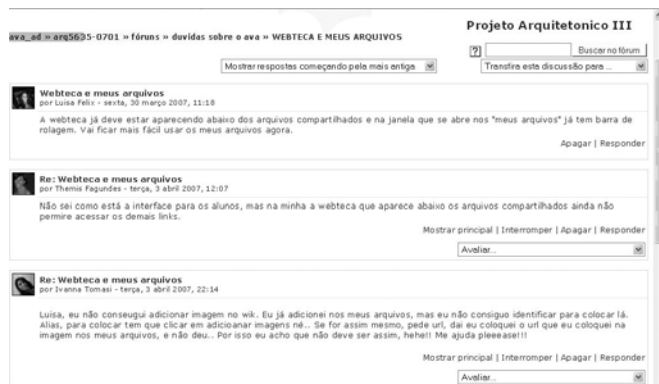 Projeto Arquitetonico III
ava_ad » arq5635-0701 » fóruns » duvidas sobre o ava » WEBTECA E MEUS ARQUIVOS
? Buscar no fórum
Mostrar respostas começando pela mais antiga Transfira esta discussão para ...
Webteca e meus arquivos
por Luisa Felix - sexta, 30 março 2007, 11:18
A webteca já deve estar aparecendo abaixo dos arquivos compartilhados e na janela que se abre nos "meus arquivos" já tem barra de
rolagem. Vai ficar mais fácil usar os meus arquivos agora.
Apagar | Responder
Re: Webteca e meus arquivos
por Themis Fagundes - terça, 3 abril 2007, 12:07
Não sei como está a interface para os alunos, mas na minha a webteca que aparece abaixo os arquivos compartilhados ainda não
permire acessar os demais links.
Mostrar principal | Interromper | Apagar | Responder
Avaliar...
Re: Webteca e meus arquivos
por Ivanna Tomasi - terça, 3 abril 2007, 22:14
Luisa, eu não conseugui adicionar imagem no wik. Eu já adicionei nos meus arquivos, mas eu não consiguo identificar para colocar lá.
Alias, para colocar tem que clicar em adicioanar imagens né.. Se for assim mesmo, pede url, dai eu coloquei o url que eu coloquei na
imagem nos meus arquivos, e não deu.. Por isso eu acho que não deve ser assim, hehe!! Me ajuda pleeease!!!
Mostrar principal | Interromper | Apagar | Responder
Avaliar...